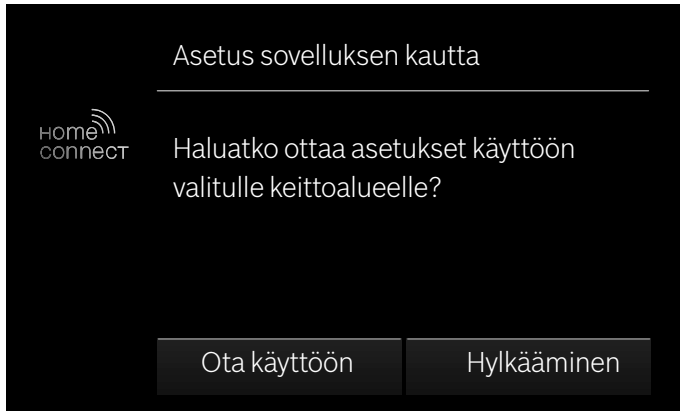 Asetus sovelluksen kautta
Home
connect
Haluatko ottaa asetukset käyttöön
valitulle keittoalueelle?
Ota käyttöön
Hylkääminen